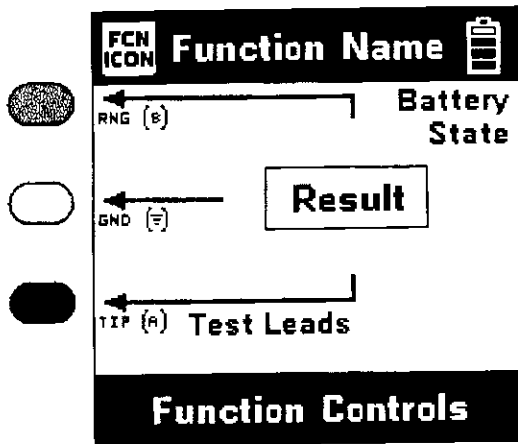 FCN
ICON
Function Name
Battery
State
RNG (B)
Result
GND (⏚)
TIP (A)
Test Leads
Function Controls